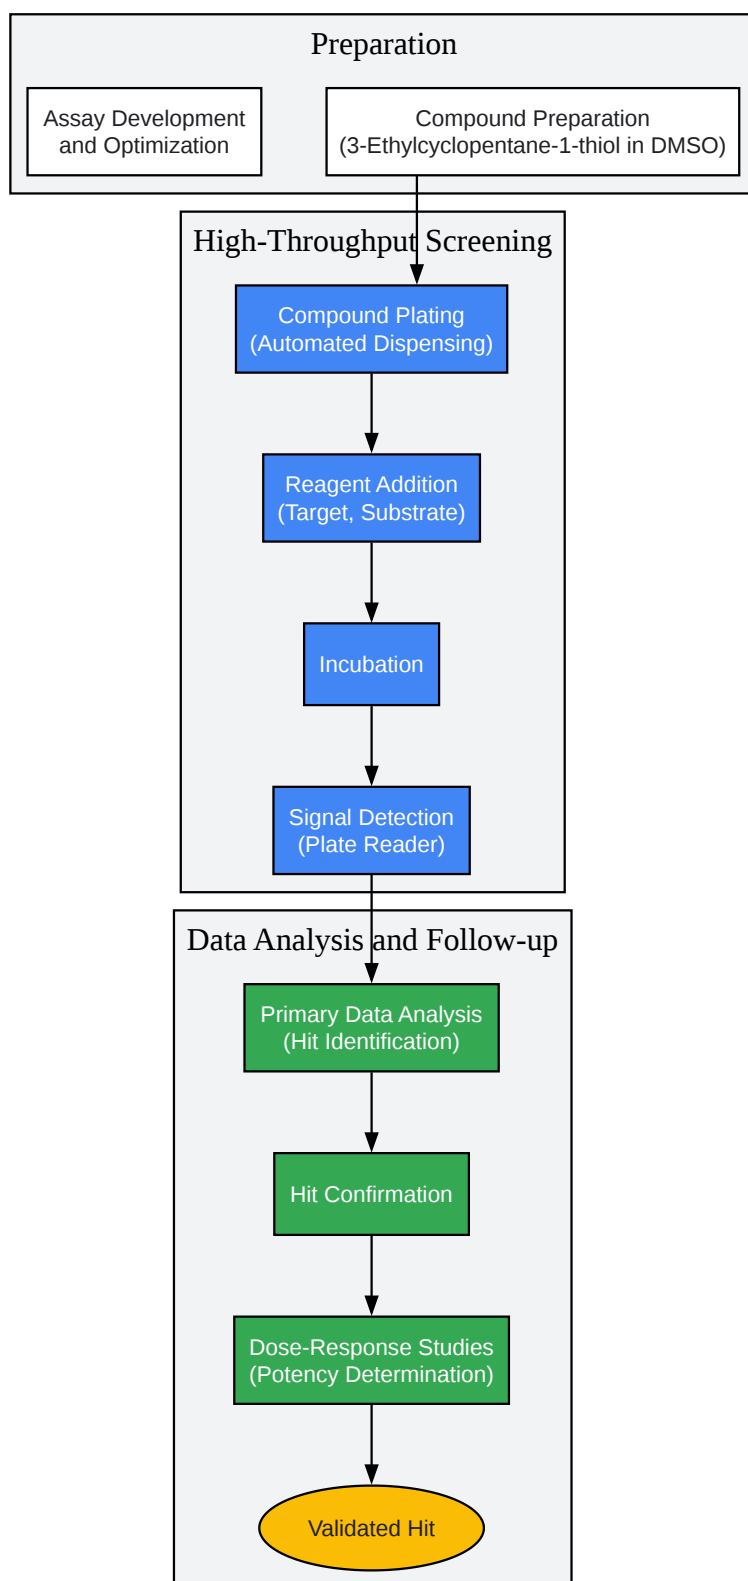 Preparation
Assay Development
and Optimization
Compound Preparation
(3-Ethylcyclopentane-1-thiol in DMSO)
High-Throughput Screening
Compound Plating
(Automated Dispensing)
Reagent Addition
(Target, Substrate)
Incubation
Signal Detection
(Plate Reader)
Data Analysis and Follow-up
Primary Data Analysis
(Hit Identification)
Hit Confirmation
Dose-Response Studies
(Potency Determination)
Validated Hit